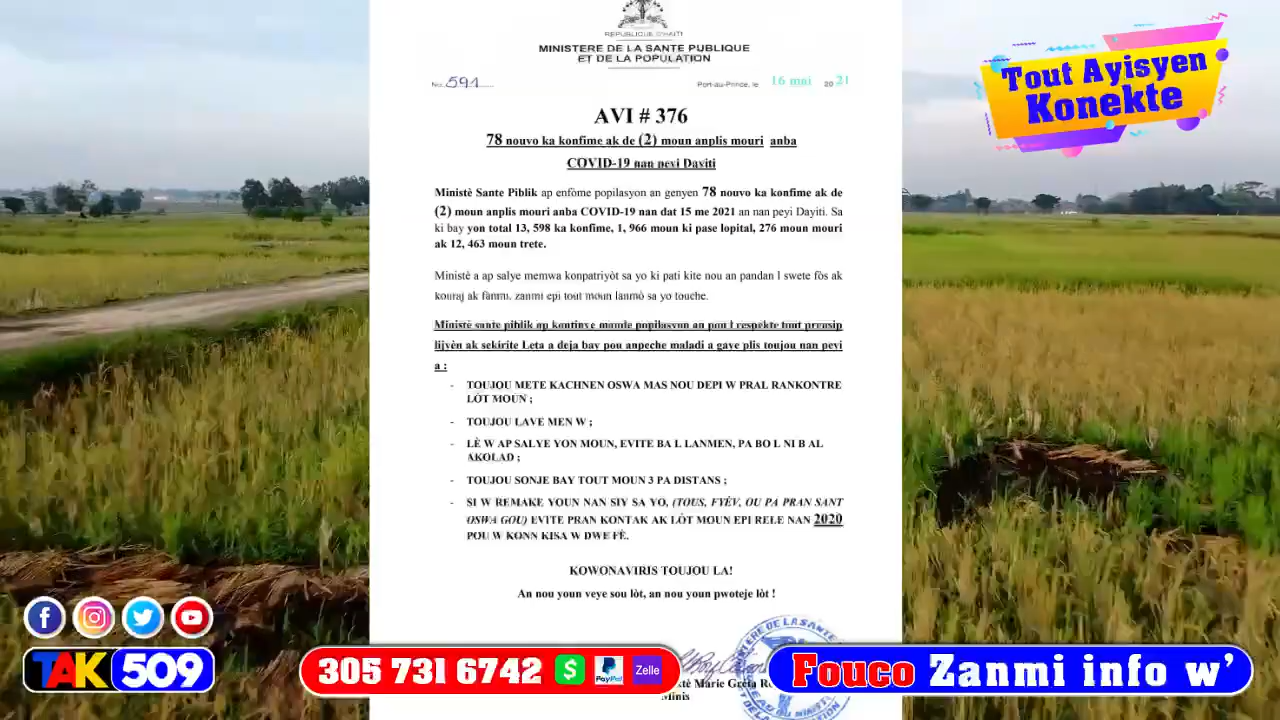 REPUBLIQUE D'HAITI
MINISTERE DE LA SANTE PUBLIQUE
ET DE LA POPULATION
No. 591
Port-au-Prince, le 16 mai 2021
AVI # 376
78 nouvo ka konfime ak de (2) moun anplis mouri anba
COVID-19 nan peyi Dayiti
Ministè Sante Piblik ap enfòme popilasyon an genyen 78 nouvo ka konfime ak de
(2) moun anplis mouri anba COVID-19 nan dat 15 me 2021 an nan peyi Dayiti. Sa
ki bay yon total 13, 598 ka konfime, 1, 966 moun ki pase lopital, 276 moun mouri
ak 12, 463 moun trete.
Ministè a ap salye memwa konpatriyòt sa yo ki pati kite nou an pandan l swete fòs ak
kouraj ak fanmi, zanmi epi tout moun lanmò sa yo touche.
Ministè sante piblik ap kontinye mande popilasyon an pou l respekte tout prensip
lijyèn ak sekirite Leta a deja bay pou anpeche maladi a gaye plis toujou nan peyi
a :
- TOUJOU METE KACHNEN OSWA MAS NOU DEPI W PRAL RANKONTRE
LÒT MOUN ;
- TOUJOU LAVE MEN W ;
- LÈ W AP SALYE YON MOUN, EVITE BA L LANMEN, PA BO L NI B AL
AKOLAD ;
- TOUJOU SONJE BAY TOUT MOUN 3 PA DISTANS ;
- SI W REMAKE YOUN NAN SIY SA YO, (TOUS, FYÈV, OU PA PRAN SANT
OSWA GOU) EVITE PRAN KONTAK AK LÒT MOUN EPI RELE NAN 2020
POU W KONN KISA W DWE FÈ.
KOWONAVIRIS TOUJOU LA!
An nou youn veye sou lòt, an nou youn pwoteje lòt !
Marie Greta
Minis
Tout Ayisyen
Konekte
TAK 509
305 731 6742 $ PayPal Zelle
Fouco Zanmi info w'